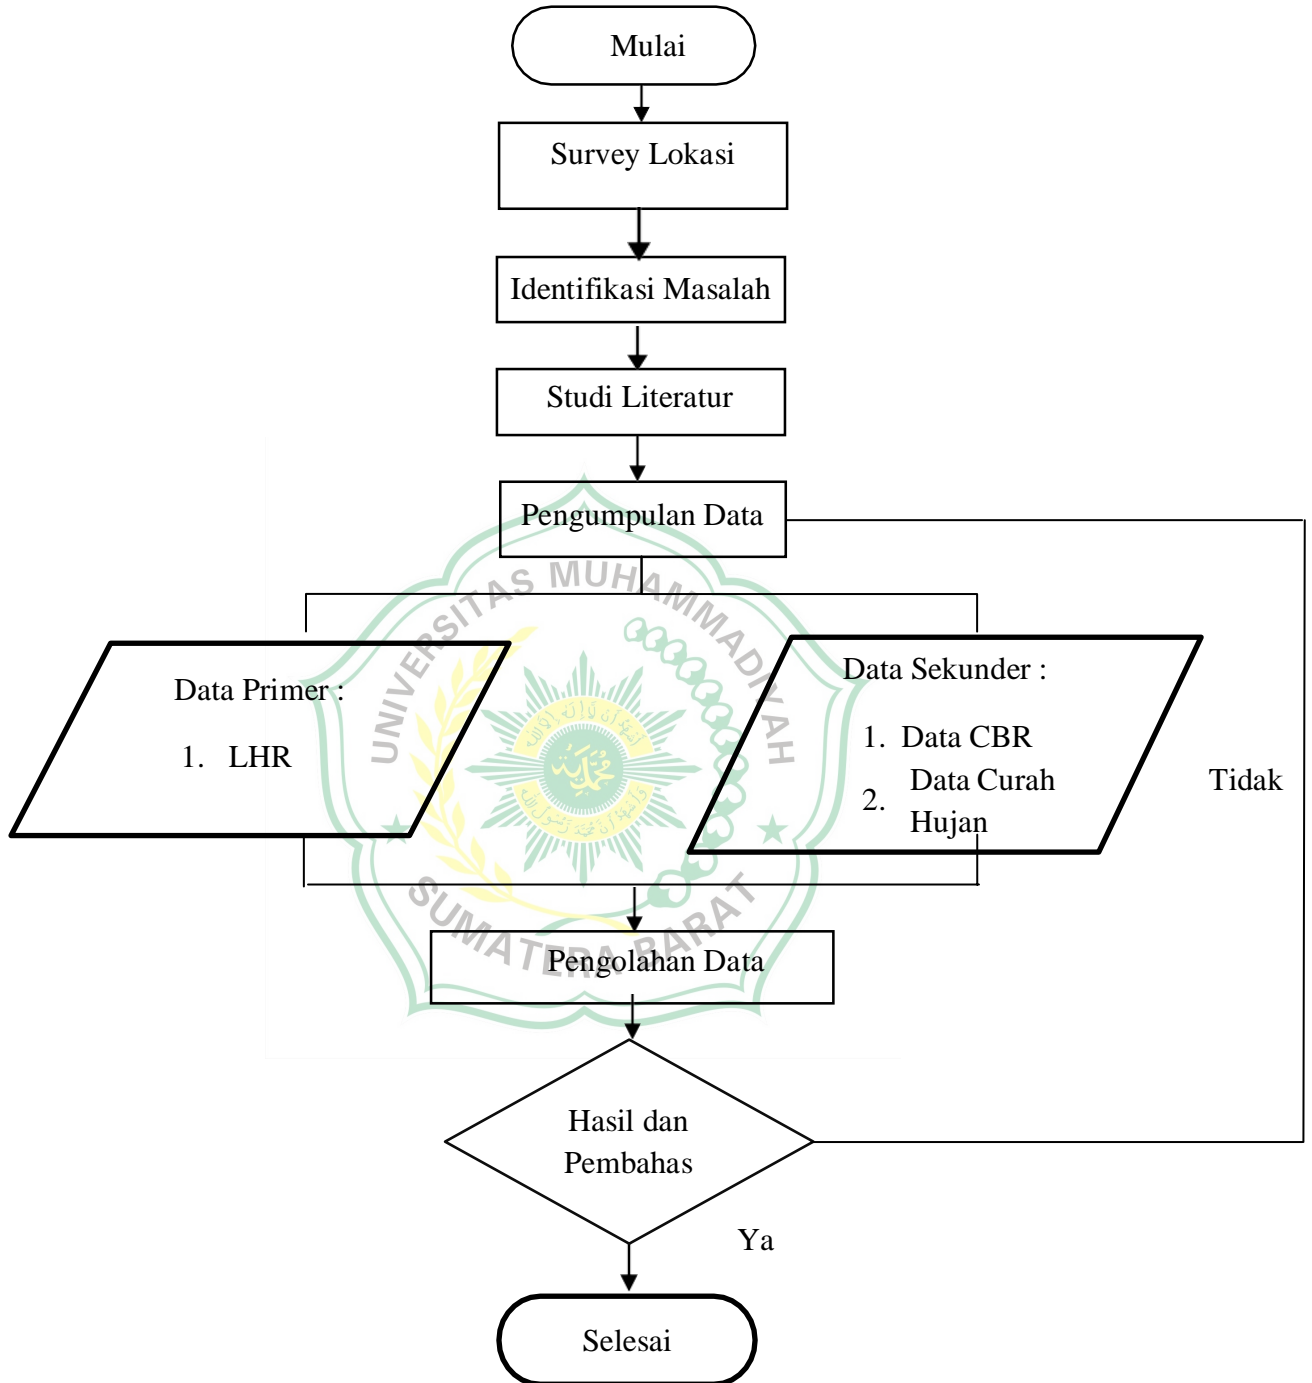 Mulai
Survey Lokasi
Identifikasi Masalah
Studi Literatur
Pengumpulan Data
UNIVERSITAS MUHAMMADIYAH
Data Primer :
1. LHR
Data Sekunder :
1. Data CBR
2. Data Curah
Hujan
Tidak
SUMATERA BARAT
Pengolahan Data
Hasil dan
Pembahas
Ya
Selesai